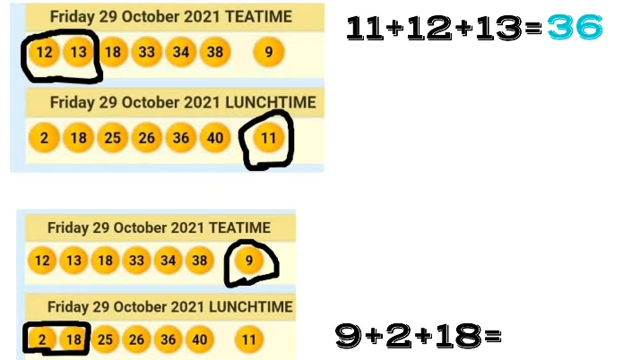 Friday 29 October 2021 TEATIME
12 13 18 33 34 38 9
11+12+13=36
Friday 29 October 2021 LUNCHTIME
2 18 25 26 36 40 11
Friday 29 October 2021 TEATIME
12 13 18 33 34 38 9
Friday 29 October 2021 LUNCHTIME
2 18 25 26 36 40 11
9+2+18=